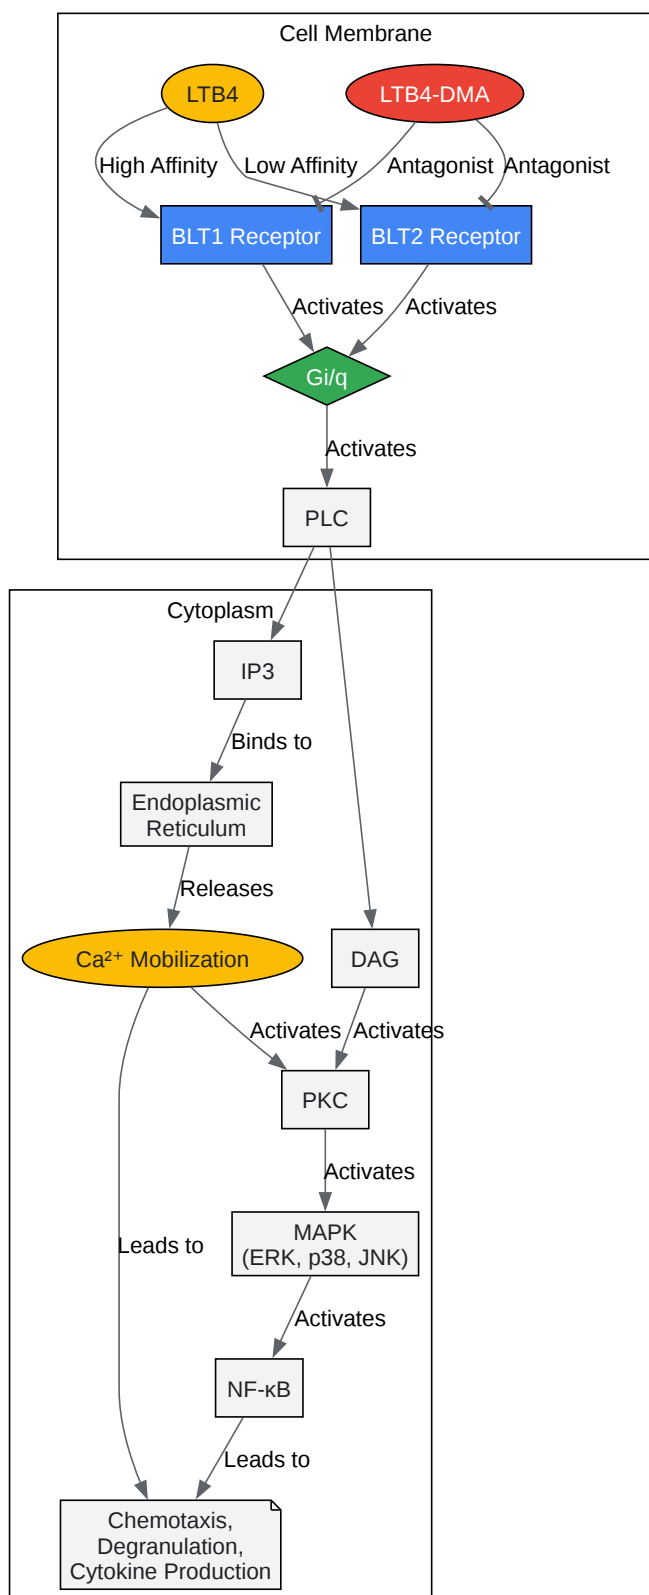 Cell Membrane
LTB4
LTB4-DMA
High Affinity
Low Affinity
Antagonist
Antagonist
BLT1 Receptor
BLT2 Receptor
Activates
Activates
Gi/q
Activates
PLC
Cytoplasm
IP3
Binds to
Endoplasmic
Reticulum
Releases
Ca²⁺ Mobilization
DAG
Activates
Activates
PKC
Activates
MAPK
(ERK, p38, JNK)
Leads to
Activates
NF-κB
Leads to
Chemotaxis,
Degranulation,
Cytokine Production